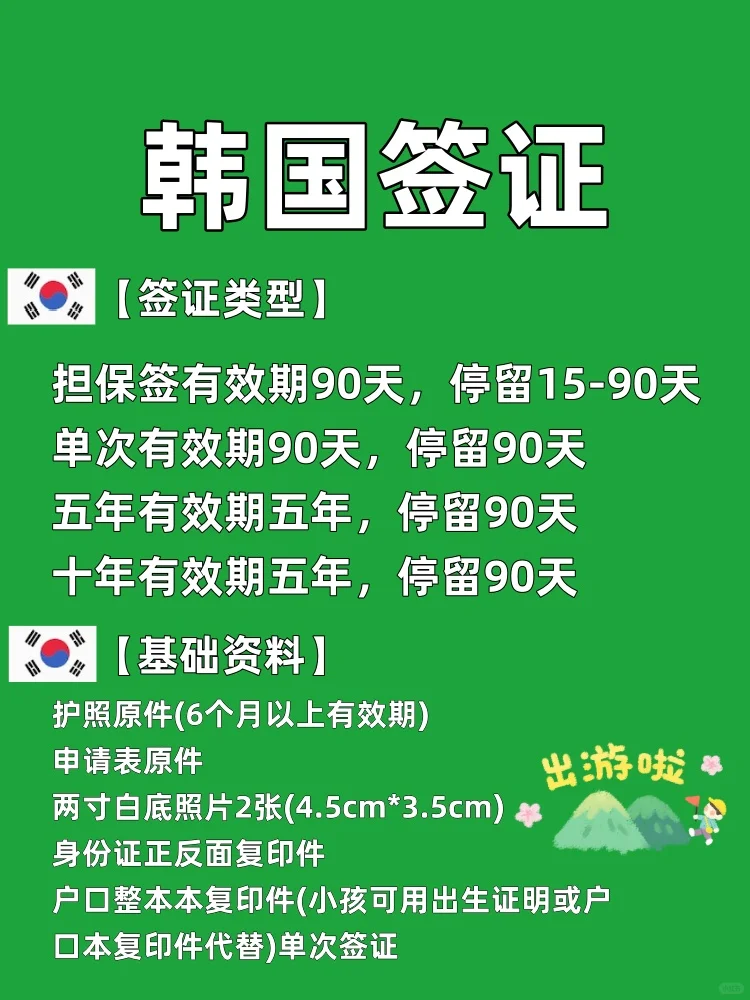 韩国签证
【签证类型】
担保签有效期90天，停留15-90天
单次有效期90天，停留90天
五年有效期五年，停留90天
十年有效期五年，停留90天
【基础资料】
护照原件(6个月以上有效期)
申请表原件
出游啦
两寸白底照片2张(4.5cm*3.5cm)
身份证正反面复印件
户口整本本复印件(小孩可用出生证明或户
口本复印件代替)单次签证